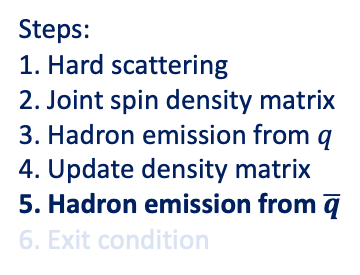 Steps:
1. Hard scattering
2. Joint spin density matrix
3. Hadron emission from q
4. Update density matrix
5. Hadron emission from q̅
6. Exit condition